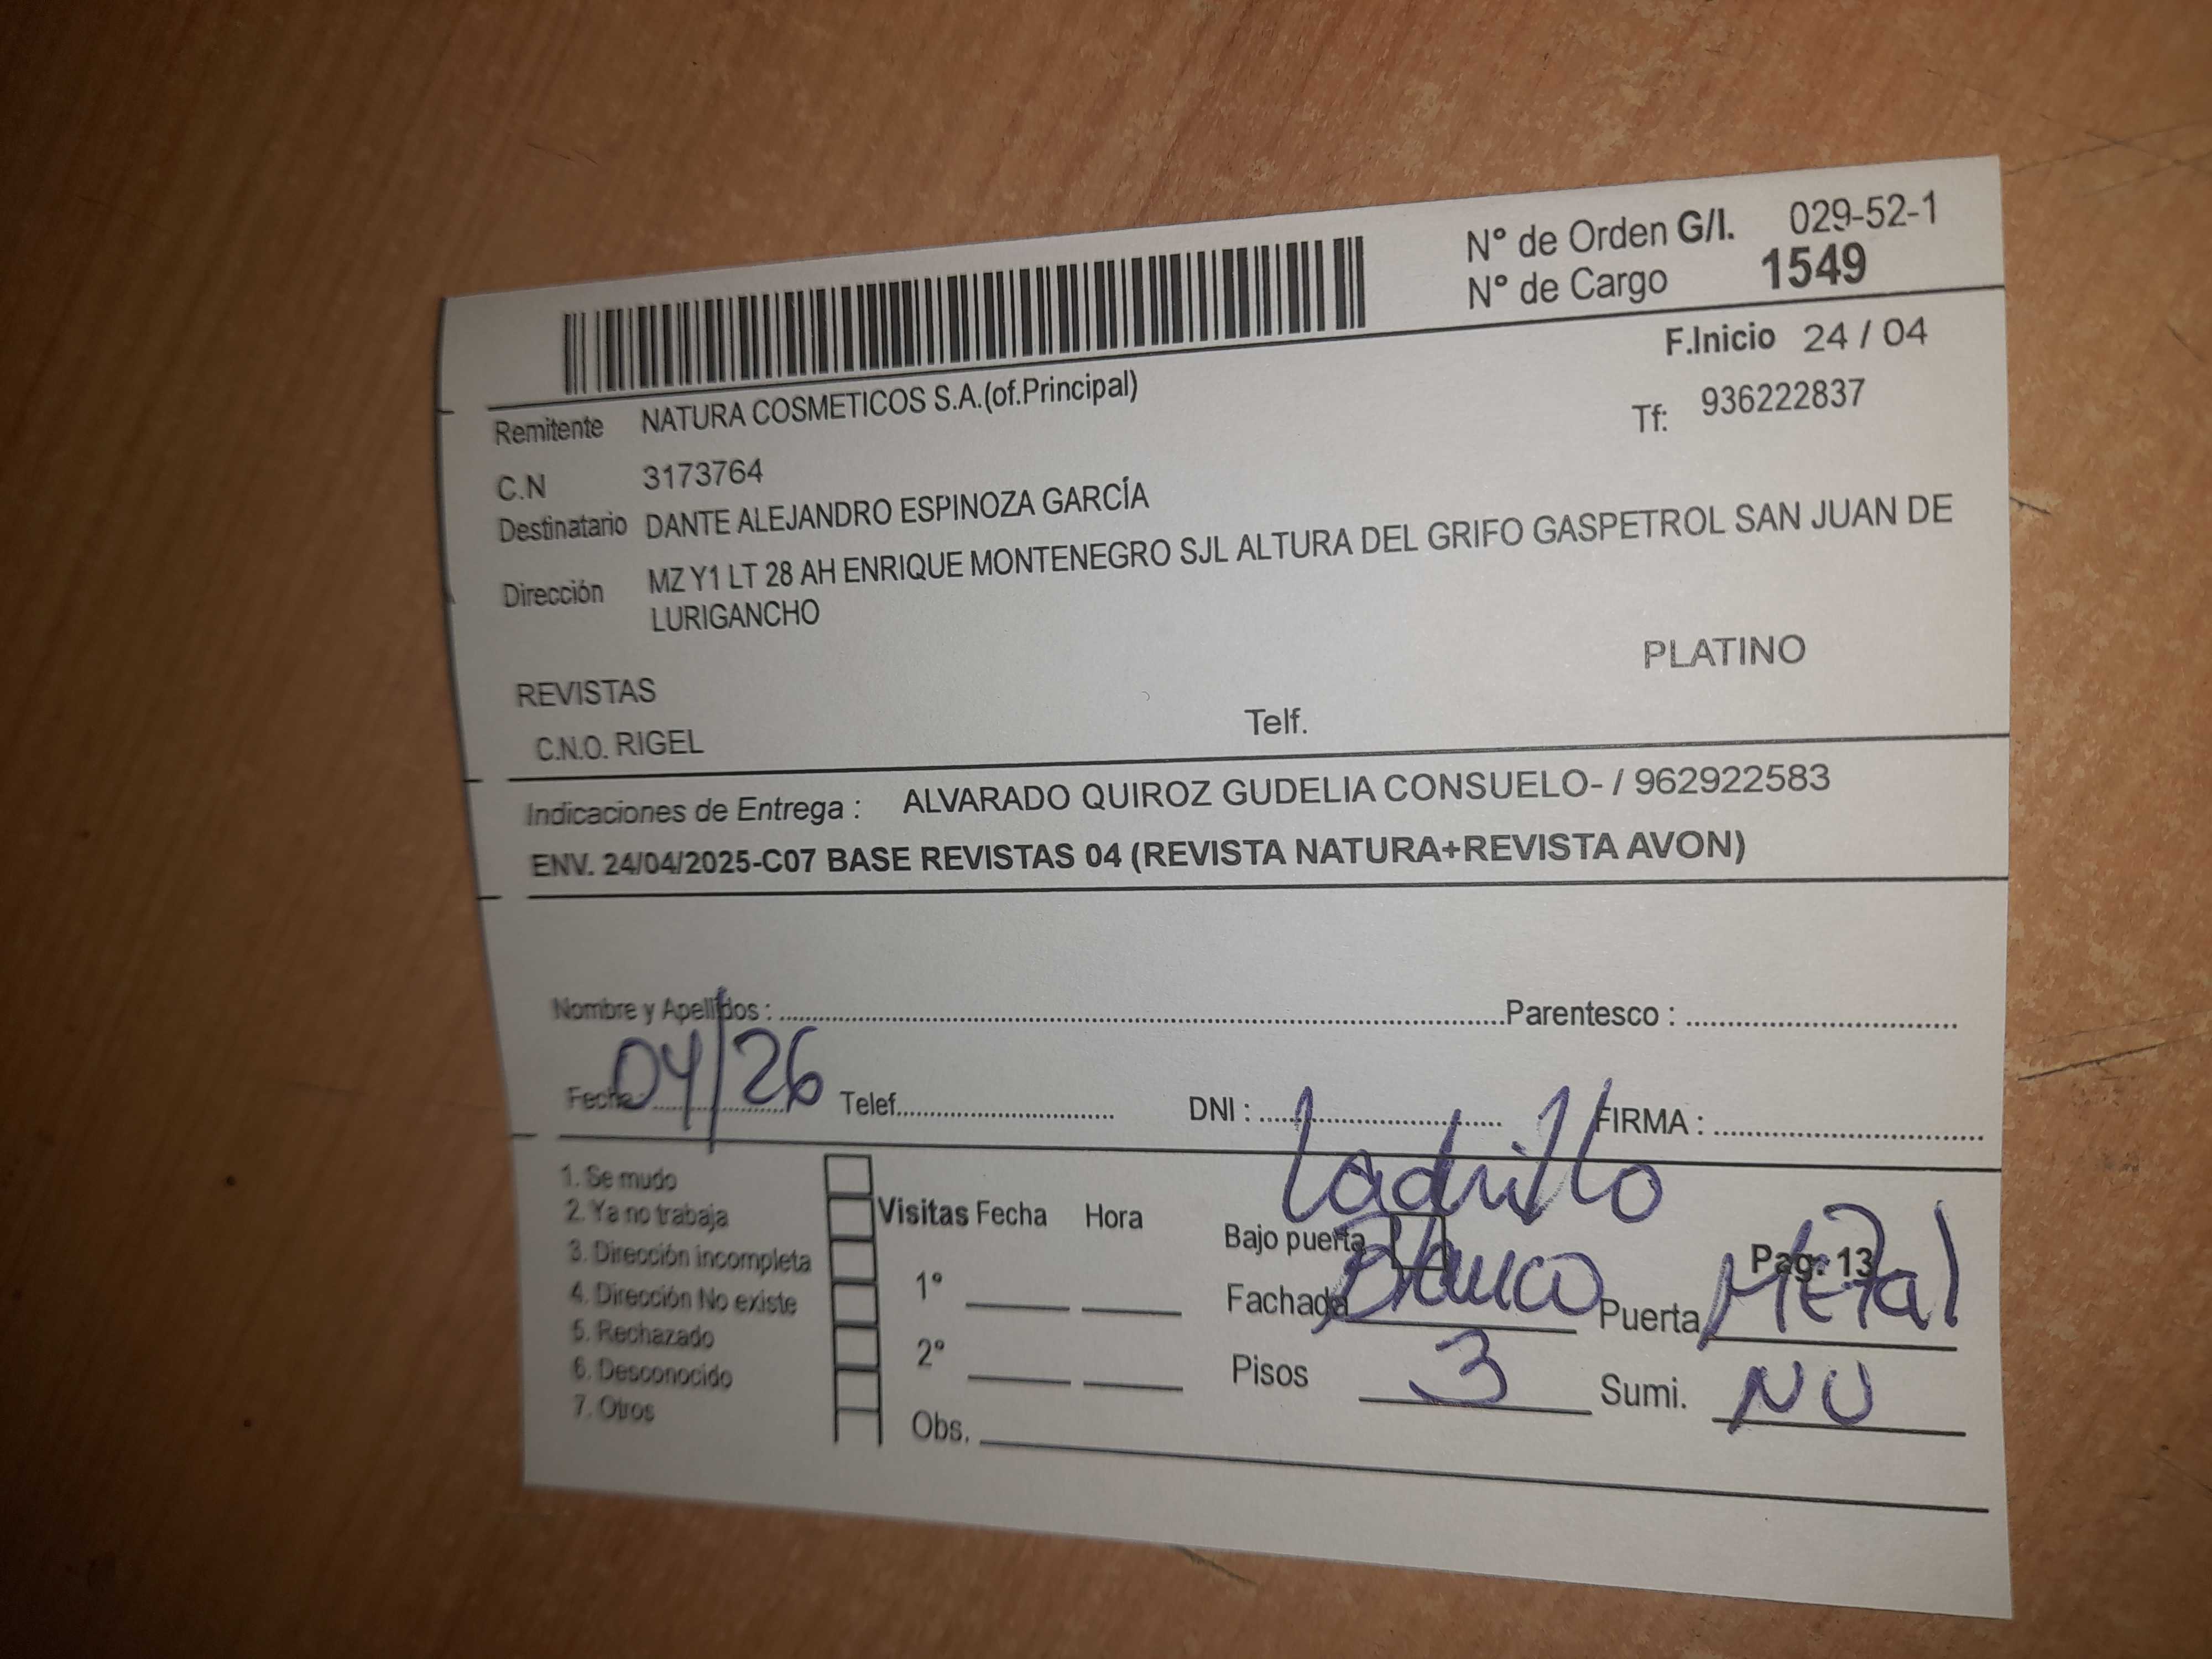 N° de Orden G/I. 029-52-1
N° de Cargo 1549
F.Inicio 24 / 04
Remitente NATURA COSMETICOS S.A.(of.Principal)
Tf: 936222837
C.N 3173764
Destinatario DANTE ALEJANDRO ESPINOZA GARCÍA
Dirección MZ Y1 LT 28 AH ENRIQUE MONTENEGRO SJL ALTURA DEL GRIFO GASPETROL SAN JUAN DE
LURIGANCHO
PLATINO
REVISTAS
C.N.O. RIGEL Telf.
Indicaciones de Entrega : ALVARADO QUIROZ GUDELIA CONSUELO- / 962922583
ENV. 24/04/2025-C07 BASE REVISTAS 04 (REVISTA NATURA+REVISTA AVON)
Nombre y Apellidos : Parentesco :
Fecha 04/26 Telef. DNI : FIRMA :
Ladrillo
1. Se mudo
2. Ya no trabaja
3. Dirección incompleta
4. Dirección No existe
5. Rechazado
6. Desconocido
7. Otros
Visitas Fecha Hora
1°
2°
Obs.
Bajo puerta Pag. 13
Fachada Blanco Puerta Metal
Pisos 3 Sumi. NO